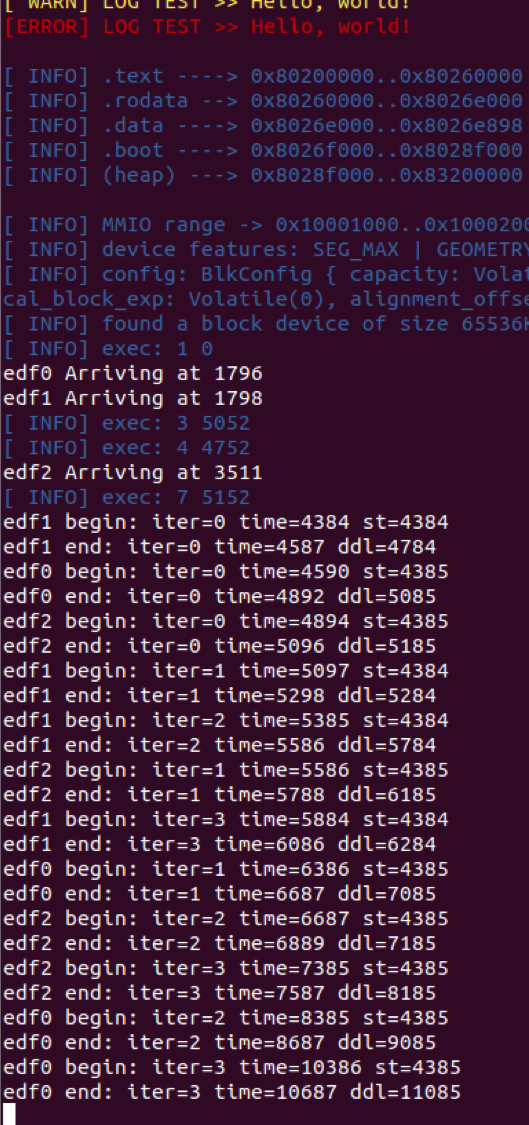 [ WARN] LOG TEST >> Hello, world!
[ERROR] LOG TEST >> Hello, world!
[ INFO] .text ----> 0x80200000..0x80260000
[ INFO] .rodata --> 0x80260000..0x8026e000
[ INFO] .data ----> 0x8026e000..0x8026e898
[ INFO] .boot ----> 0x8026f000..0x8028f000
[ INFO] (heap) ---> 0x8028f000..0x83200000
[ INFO] MMIO range -> 0x10001000..0x1000200
[ INFO] device features: SEG_MAX | GEOMETRY
[ INFO] config: BlkConfig { capacity: Volat
cal_block_exp: Volatile(0), alignment_offse
[ INFO] found a block device of size 65536K
[ INFO] exec: 1 0
edf0 Arriving at 1796
edf1 Arriving at 1798
[ INFO] exec: 3 5052
[ INFO] exec: 4 4752
edf2 Arriving at 3511
[ INFO] exec: 7 5152
edf1 begin: iter=0 time=4384 st=4384
edf1 end: iter=0 time=4587 ddl=4784
edf0 begin: iter=0 time=4590 st=4385
edf0 end: iter=0 time=4892 ddl=5085
edf2 begin: iter=0 time=4894 st=4385
edf2 end: iter=0 time=5096 ddl=5185
edf1 begin: iter=1 time=5097 st=4384
edf1 end: iter=1 time=5298 ddl=5284
edf1 begin: iter=2 time=5385 st=4384
edf1 end: iter=2 time=5586 ddl=5784
edf2 begin: iter=1 time=5586 st=4385
edf2 end: iter=1 time=5788 ddl=6185
edf1 begin: iter=3 time=5884 st=4384
edf1 end: iter=3 time=6086 ddl=6284
edf0 begin: iter=1 time=6386 st=4385
edf0 end: iter=1 time=6687 ddl=7085
edf2 begin: iter=2 time=6687 st=4385
edf2 end: iter=2 time=6889 ddl=7185
edf2 begin: iter=3 time=7385 st=4385
edf2 end: iter=3 time=7587 ddl=8185
edf0 begin: iter=2 time=8385 st=4385
edf0 end: iter=2 time=8687 ddl=9085
edf0 begin: iter=3 time=10386 st=4385
edf0 end: iter=3 time=10687 ddl=11085